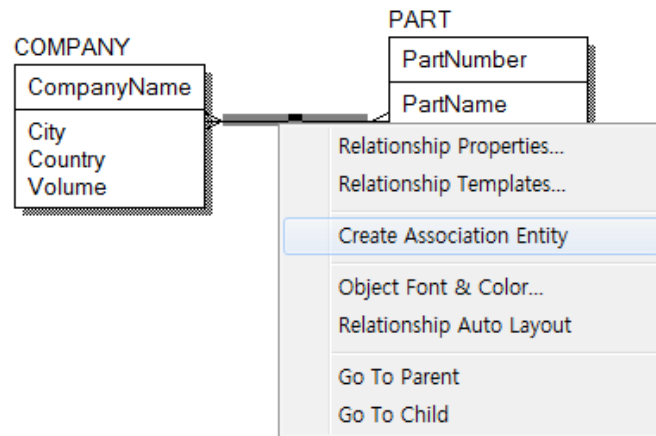 COMPANY
CompanyName
City
Country
Volume
PART
PartNumber
PartName
Relationship Properties...
Relationship Templates...
Create Association Entity
Object Font & Color...
Relationship Auto Layout
Go To Parent
Go To Child